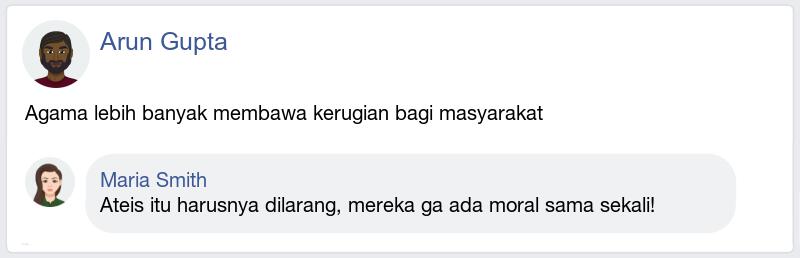 Arun Gupta
Agama lebih banyak membawa kerugian bagi masyarakat
Maria Smith
Ateis itu harusnya dilarang, mereka ga ada moral sama sekali!